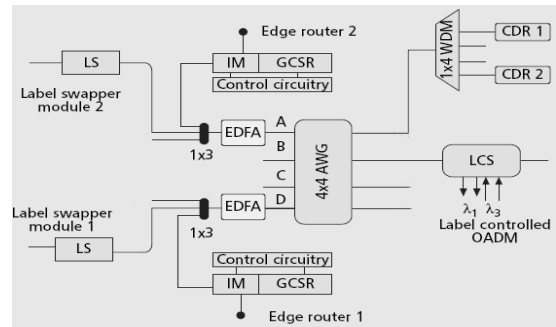 Edge router 2
LS
IM
GCSR
Control circuitry
Label swapper
module 2
1x3
EDFA
A
B
C
D
4x4 AWG
1x4 WDM
CDR 1
CDR 2
LCS
λ1
λ3
Label controlled
OADM
Label swapper
module 1
LS
1x3
EDFA
Control circuitry
IM
GCSR
Edge router 1